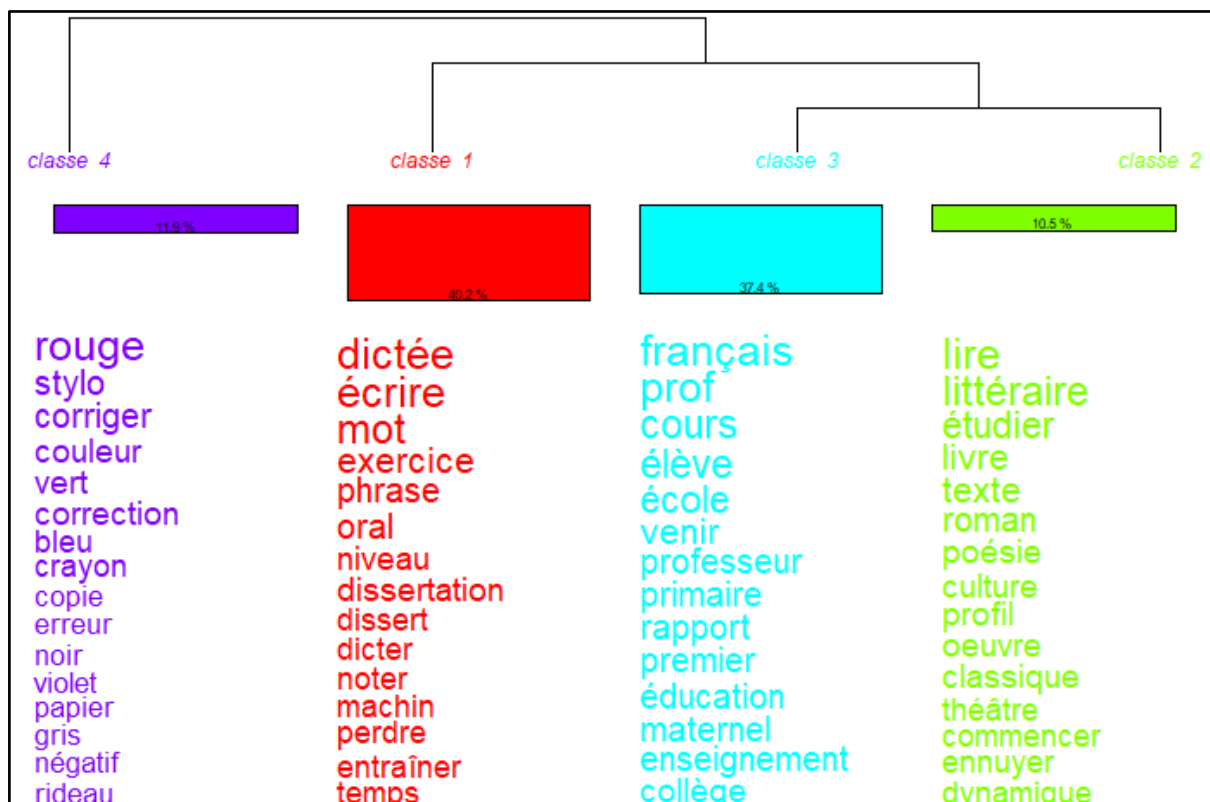 classe 4
classe 1
classe 3
classe 2
11.9 %
40.2 %
37.4 %
10.5 %
rouge
stylo
corriger
couleur
vert
correction
bleu
crayon
copie
erreur
noir
violet
papier
gris
négatif
rideau
dictée
écrire
mot
exercice
phrase
oral
niveau
dissertation
dissert
dicter
noter
machin
perdre
entraîner
temps
français
prof
cours
élève
école
venir
professeur
primaire
rapport
premier
éducation
maternel
enseignement
collège
lire
littéraire
étudier
livre
texte
roman
poésie
culture
profil
oeuvre
classique
théâtre
commencer
ennuyer
dynamique